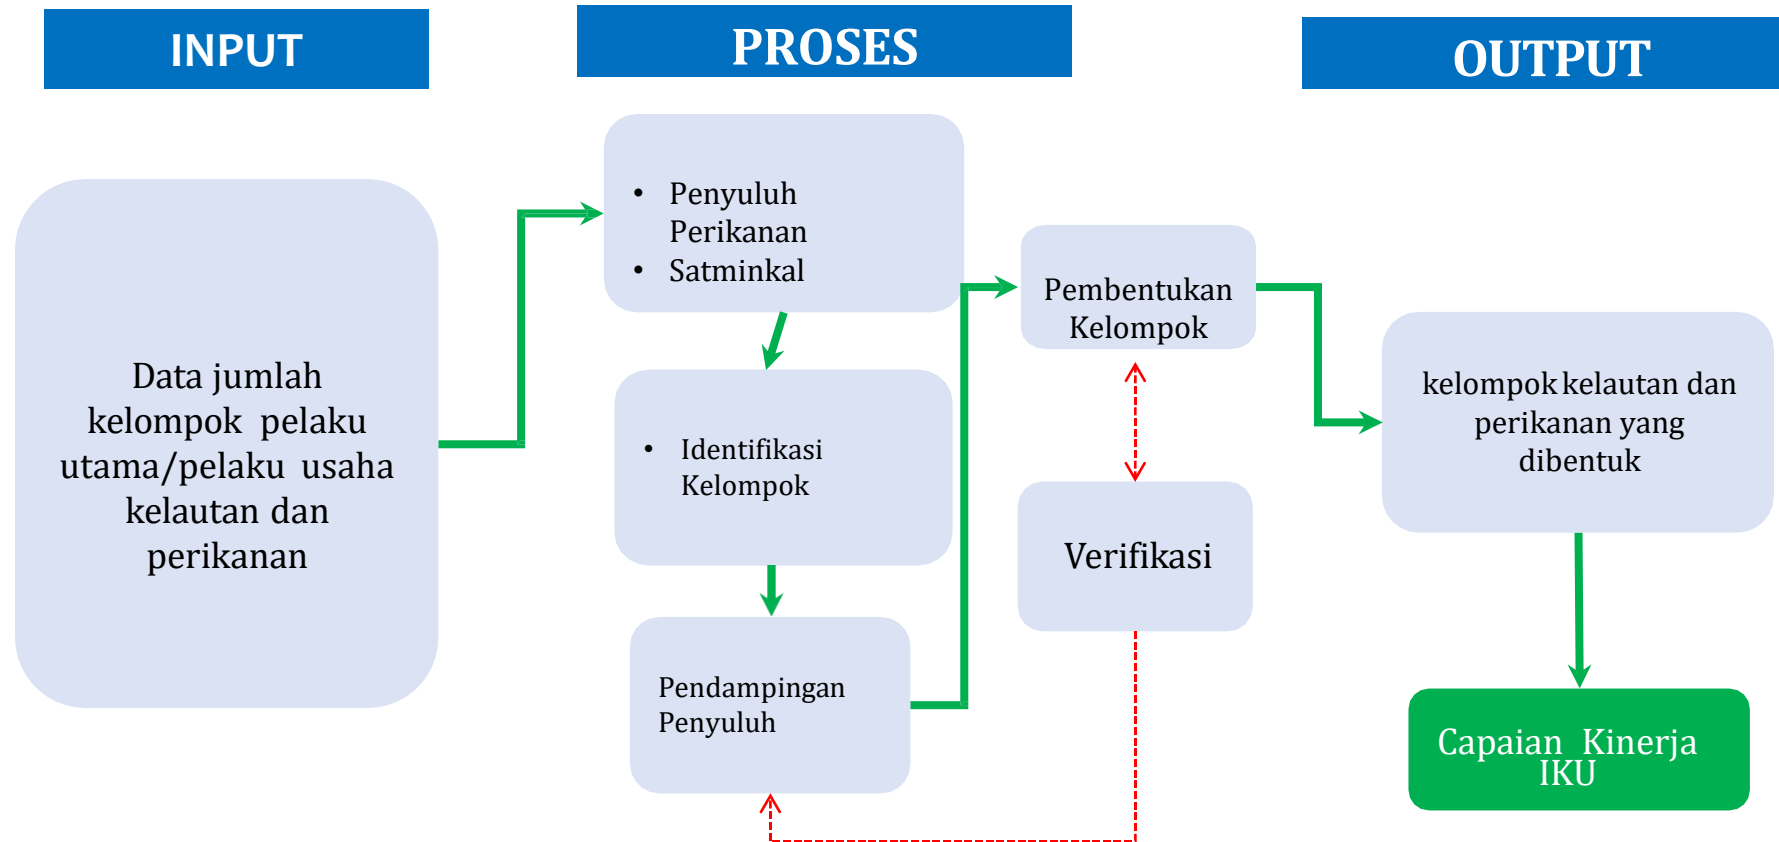 INPUT
PROSES
OUTPUT
Data jumlah
kelompok pelaku
utama/pelaku usaha
kelautan dan
perikanan
• Penyuluh
Perikanan
• Satminkal
• Identifikasi
Kelompok
Pendampingan
Penyuluh
Pembentukan
Kelompok
Verifikasi
kelompok kelautan dan
perikanan yang
dibentuk
Capaian Kinerja
IKU